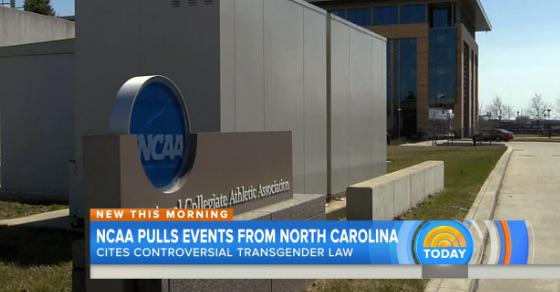 NCAA
Collegiate Athletic Association
NEW THIS MORNING
NCAA PULLS EVENTS FROM NORTH CAROLINA
CITES CONTROVERSIAL TRANSGENDER LAW
TODAY